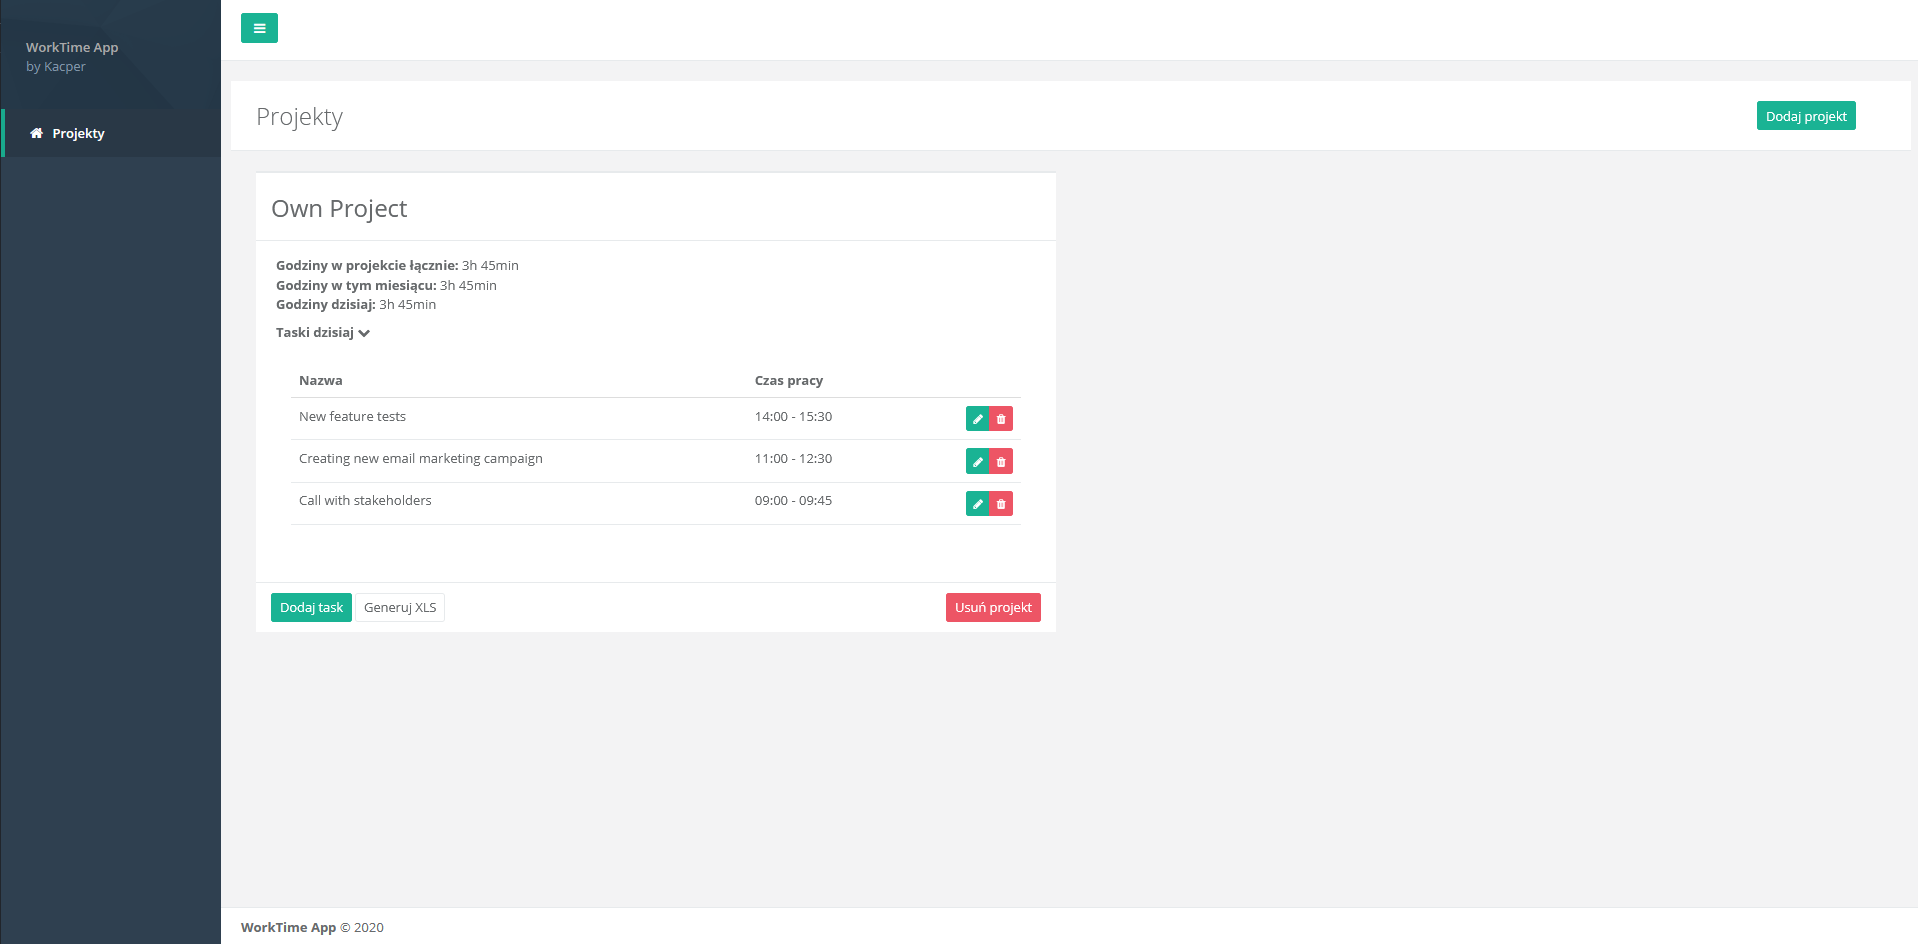 WorkTime App
by Kacper
Projekty
Projekty
Dodaj projekt
Own Project
Godziny w projekcie łącznie: 3h 45min
Godziny w tym miesiącu: 3h 45min
Godziny dzisiaj: 3h 45min
Taski dzisiaj
Nazwa Czas pracy
New feature tests 14:00 - 15:30
Creating new email marketing campaign 11:00 - 12:30
Call with stakeholders 09:00 - 09:45
Dodaj task Generuj XLS Usuń projekt
WorkTime App © 2020